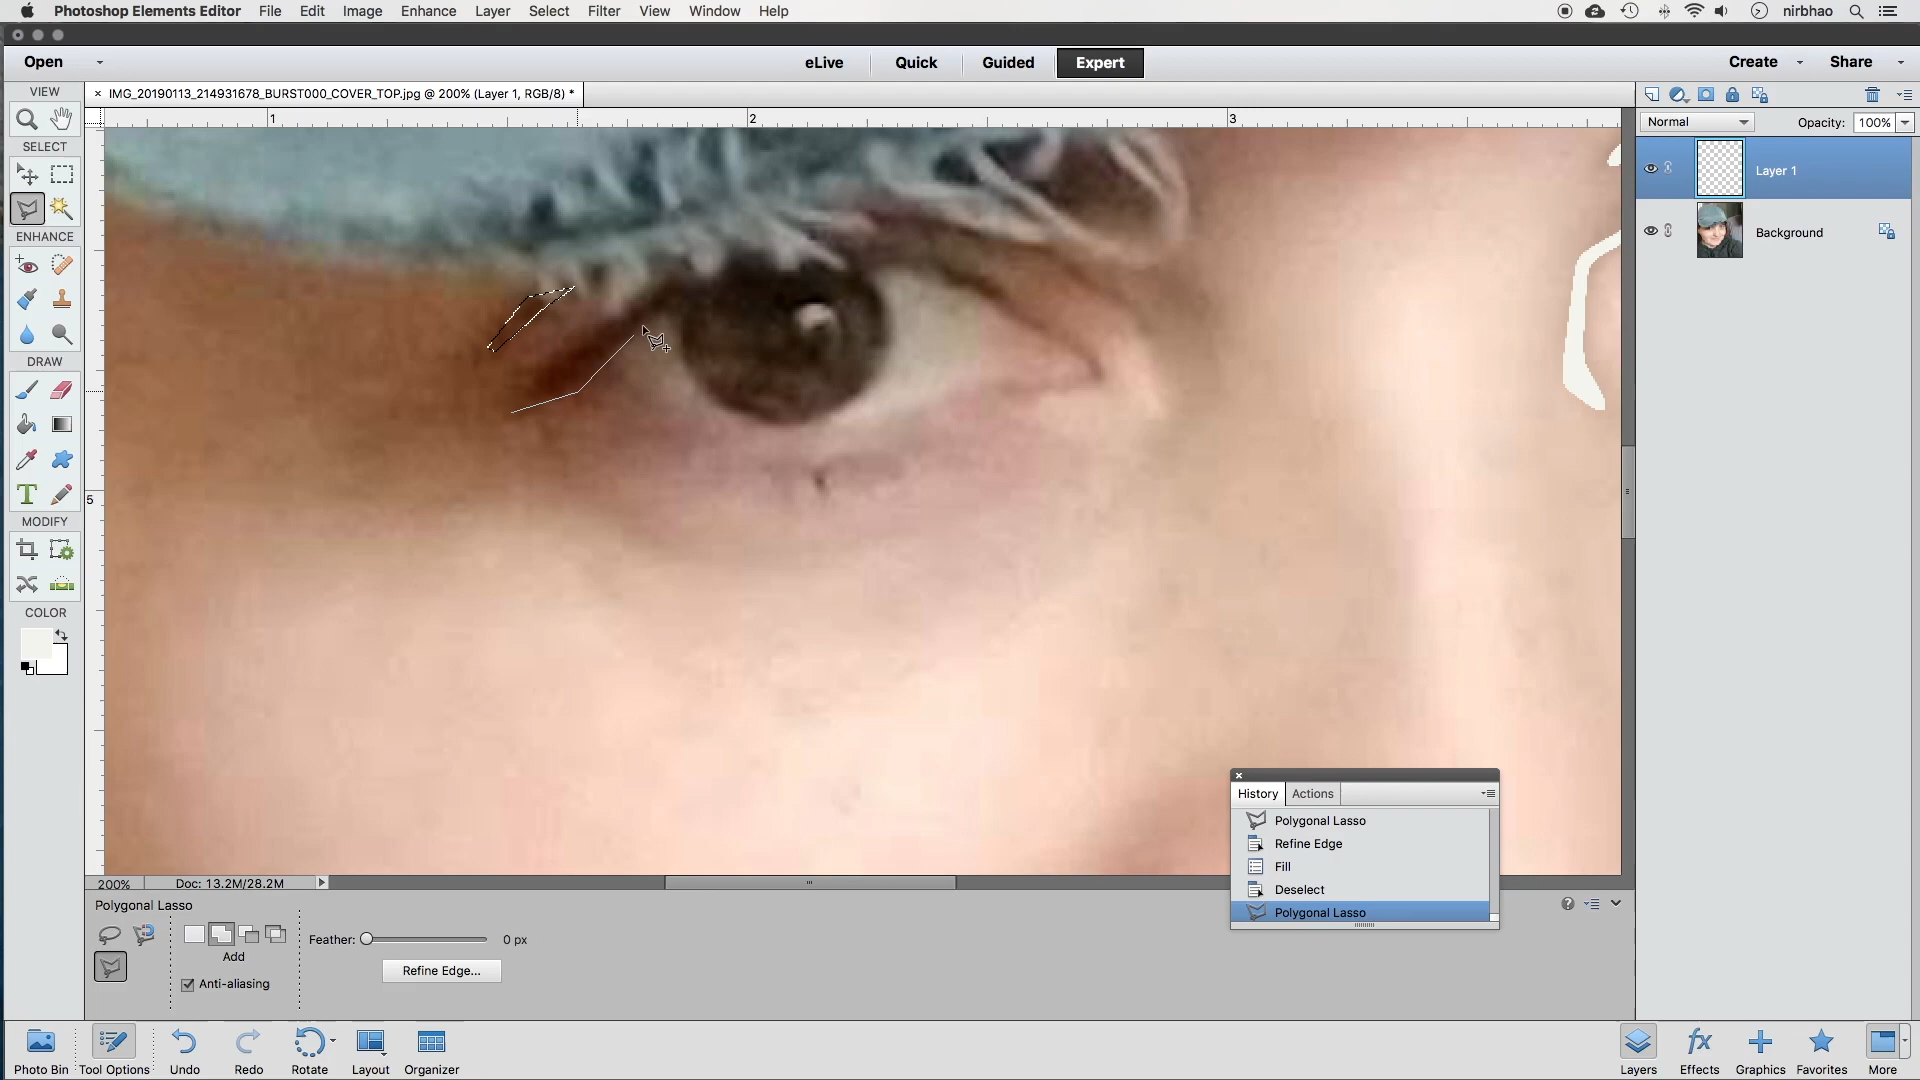 Photoshop Elements Editor File Edit Image Enhance Layer Select Filter View Window Help nirbhao
Open eLive Quick Guided Expert Create Share
VIEW
× IMG_20190113_214931678_BURST000_COVER_TOP.jpg @ 200% (Layer 1, RGB/8) *
1 2 3
Normal Opacity: 100%
SELECT
Layer 1
Background
ENHANCE
DRAW
5
T
MODIFY
COLOR
History Actions
Polygonal Lasso
Refine Edge
Fill
Deselect
Polygonal Lasso
200% Doc: 13.2M/28.2M
Polygonal Lasso
Feather: 0 px
Add
Refine Edge...
Anti-aliasing
fx
Photo Bin Tool Options Undo Redo Rotate Layout Organizer Layers Effects Graphics Favorites More